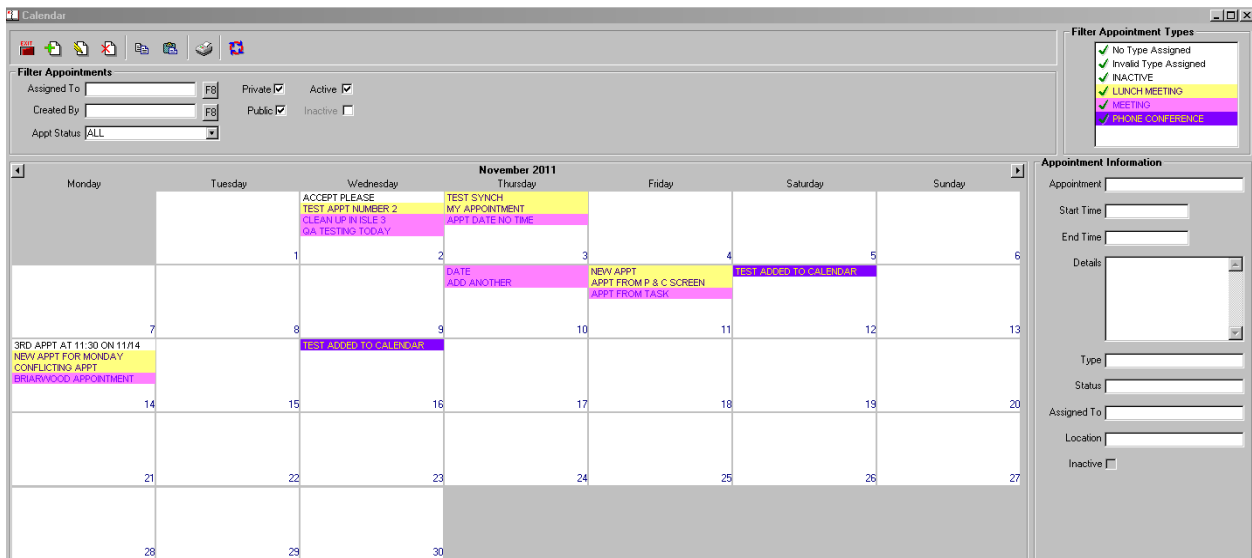 Calendar
EXIT
Filter Appointments
Assigned To F8 Private Active
Created By F8 Public Inactive
Appt Status ALL
Filter Appointment Types
No Type Assigned
Invalid Type Assigned
INACTIVE
LUNCH MEETING
MEETING
PHONE CONFERENCE
November 2011
Monday Tuesday Wednesday Thursday Friday Saturday Sunday
ACCEPT PLEASE TEST SYNCH
TEST APPT NUMBER 2 MY APPOINTMENT
CLEAN UP IN ISLE 3 APPT DATE NO TIME
QA TESTING TODAY
1 2 3 4 5 6
DATE NEW APPT TEST ADDED TO CALENDAR
ADD ANOTHER APPT FROM P & C SCREEN
APPT FROM TASK
7 8 9 10 11 12 13
3RD APPT AT 11:30 ON 11/14 TEST ADDED TO CALENDAR
NEW APPT FOR MONDAY
CONFLICTING APPT
BRIARWOOD APPOINTMENT
14 15 16 17 18 19 20
21 22 23 24 25 26 27
28 29 30
Appointment Information
Appointment
Start Time
End Time
Details
Type
Status
Assigned To
Location
Inactive